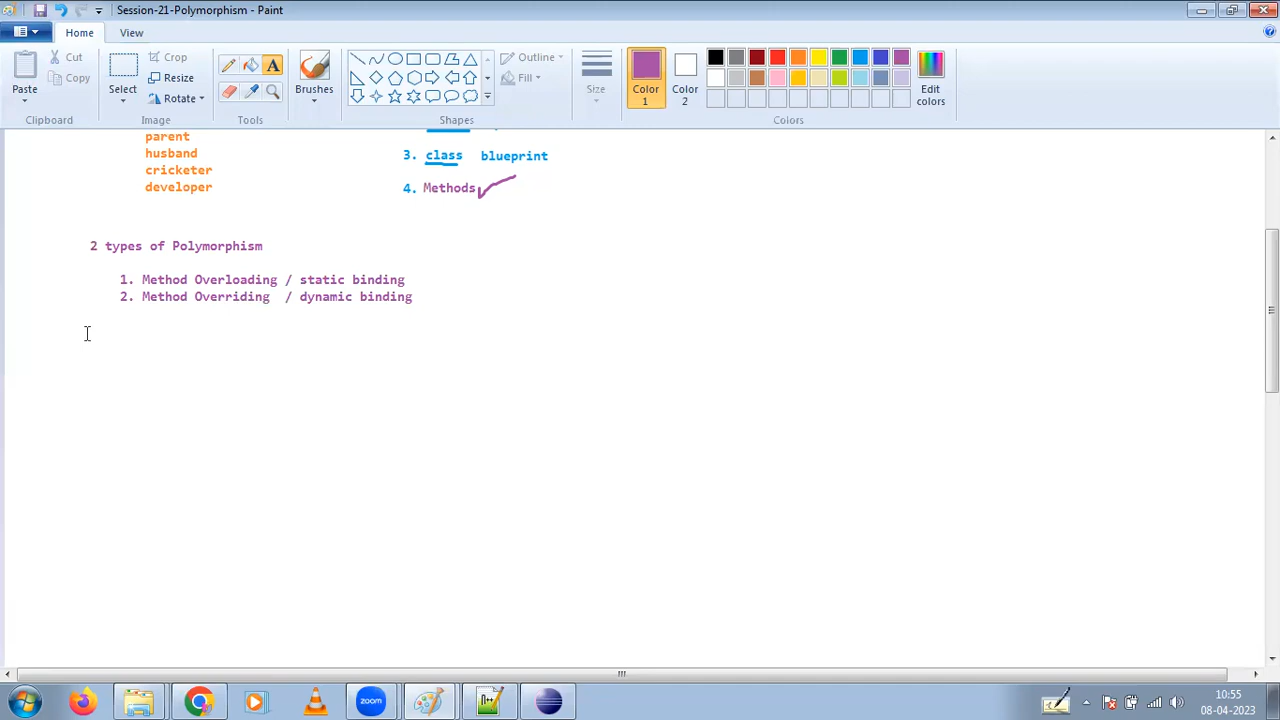 Session-21-Polymorphism - Paint
Home View
Paste
Cut
Copy
Clipboard
Select
Crop
Resize
Rotate
Image
A
Tools
Brushes
Outline
Fill
Shapes
Size
Color 1
Color 2
Edit colors
Colors
parent
husband
cricketer
developer
3. class blueprint
4. Methods
2 types of Polymorphism
1. Method Overloading / static binding
2. Method Overriding / dynamic binding
zoom
10:55
08-04-2023